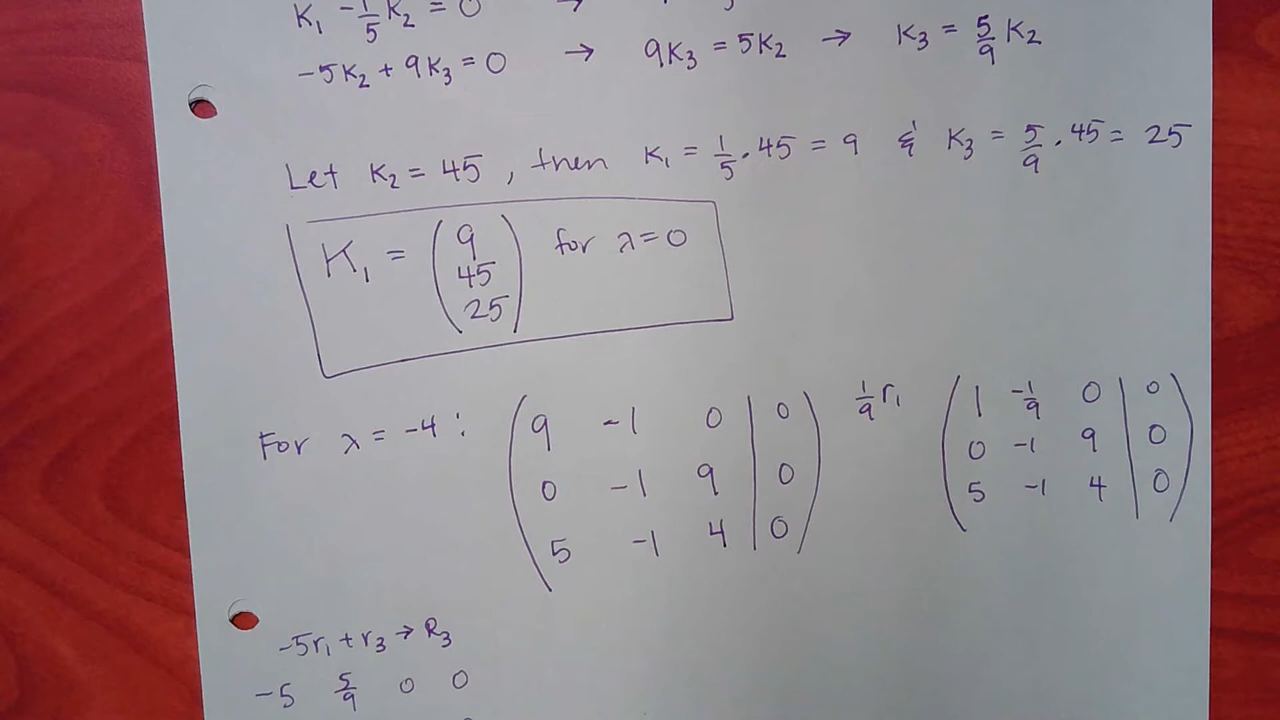 K₁ - 1/5 K₂ = 0 →
-5K₂ + 9K₃ = 0 → 9K₃ = 5K₂ → K₃ = 5/9 K₂
Let K₂ = 45, then K₁ = 1/5 · 45 = 9 & K₃ = 5/9 · 45 = 25
K₁ = (9 45 25) for λ = 0
For λ = -4 :
9 -1 0 | 0
0 -1 9 | 0
5 -1 4 | 0
1/9 r₁
1 -1/9 0 | 0
0 -1 9 | 0
5 -1 4 | 0
-5r₁ + r₃ → R₃
-5 5/9 0 0